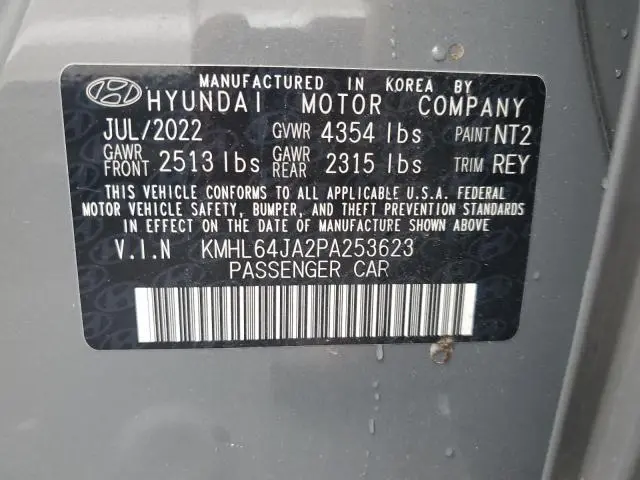 MANUFACTURED IN KOREA BY
HYUNDAI MOTOR COMPANY
JUL/2022 GVWR 4354 lbs PAINT NT2
GAWR FRONT 2513 lbs GAWR REAR 2315 lbs TRIM REY
THIS VEHICLE CONFORMS TO ALL APPLICABLE U.S.A. FEDERAL
MOTOR VEHICLE SAFETY, BUMPER, AND THEFT PREVENTION STANDARDS
IN EFFECT ON THE DATE OF MANUFACTURE SHOWN ABOVE
V.I.N KMHL64JA2PA253623
PASSENGER CAR